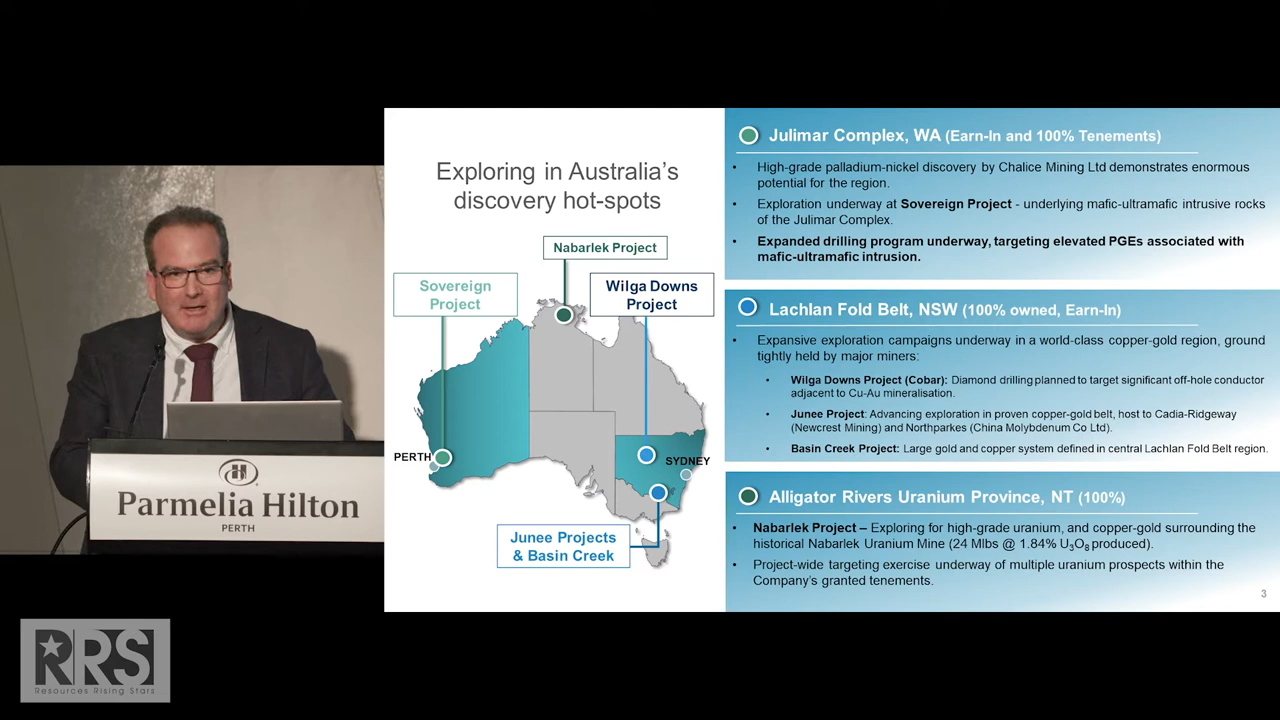 Exploring in Australia's
discovery hot-spots
Nabarlek Project
Sovereign
Project
Wilga Downs
Project
PERTH
SYDNEY
Junee Projects
& Basin Creek
Julimar Complex, WA (Earn-In and 100% Tenements)
• High-grade palladium-nickel discovery by Chalice Mining Ltd demonstrates enormous
potential for the region.
• Exploration underway at Sovereign Project - underlying mafic-ultramafic intrusive rocks
of the Julimar Complex.
• Expanded drilling program underway, targeting elevated PGEs associated with
mafic-ultramafic intrusion.
Lachlan Fold Belt, NSW (100% owned, Earn-In)
• Expansive exploration campaigns underway in a world-class copper-gold region, ground
tightly held by major miners:
• Wilga Downs Project (Cobar): Diamond drilling planned to target significant off-hole conductor
adjacent to Cu-Au mineralisation.
• Junee Project: Advancing exploration in proven copper-gold belt, host to Cadia-Ridgeway
(Newcrest Mining) and Northparkes (China Molybdenum Co Ltd).
• Basin Creek Project: Large gold and copper system defined in central Lachlan Fold Belt region.
Alligator Rivers Uranium Province, NT (100%)
• Nabarlek Project – Exploring for high-grade uranium, and copper-gold surrounding the
historical Nabarlek Uranium Mine (24 Mlbs @ 1.84% U₃O₈ produced).
• Project-wide targeting exercise underway of multiple uranium prospects within the
Company's granted tenements.
3
H
Parmelia Hilton
PERTH
RRS
Resources Rising Stars